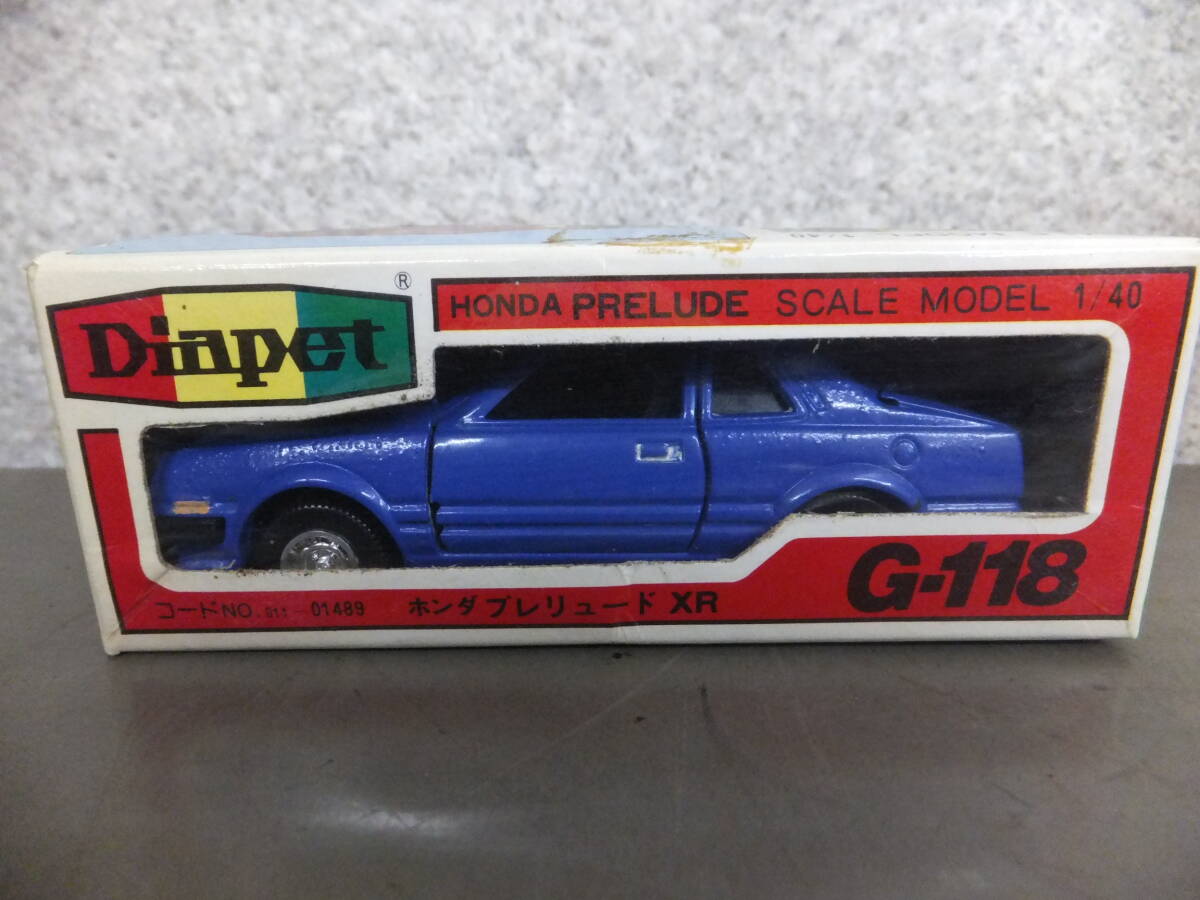 Diapet
®
HONDA PRELUDE SCALE MODEL 1/40
G-118
コードNO. 011 01489 ホンダプレリュード XR